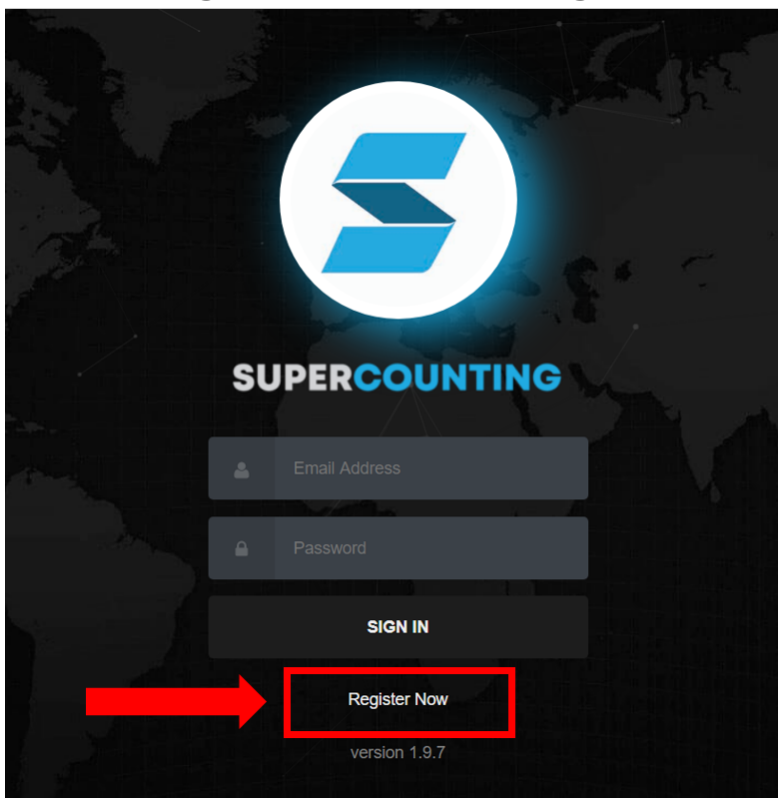 SUPERCOUNTING
Email Address
Password
SIGN IN
Register Now
version 1.9.7